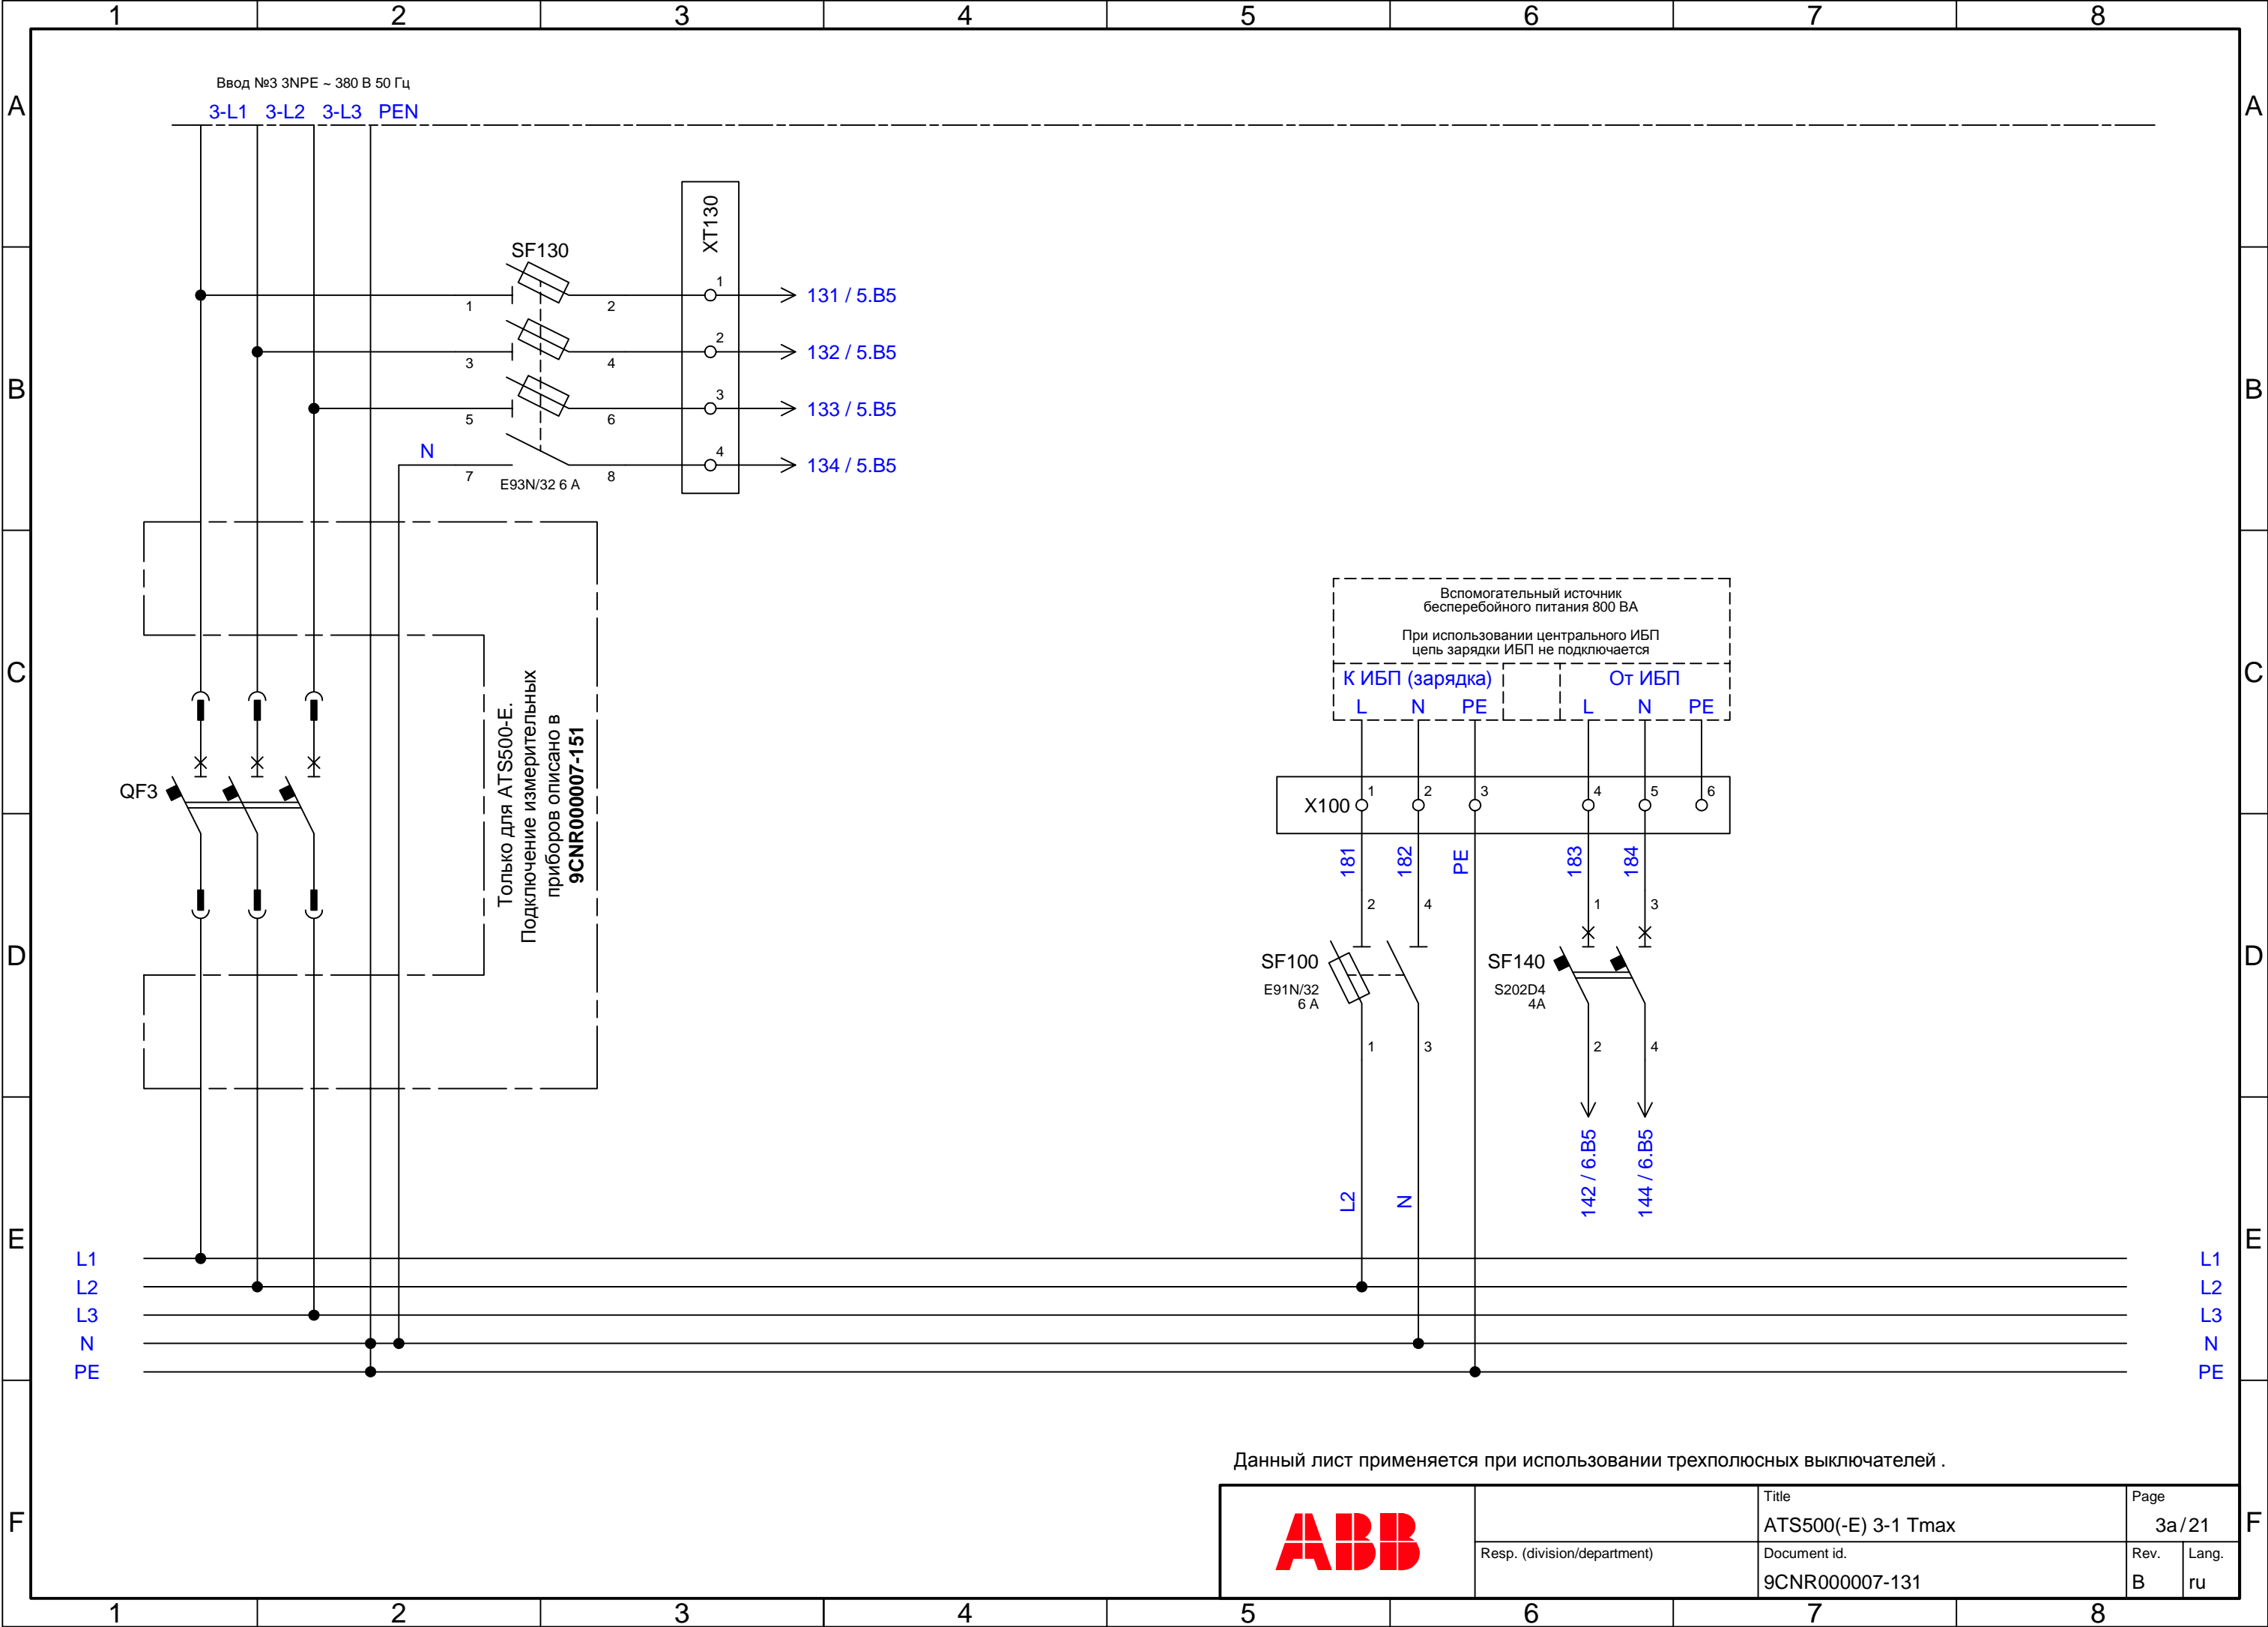 1 2 3 4 5 6 7 8
A
A
B
B
C
C
D
D
E
E
F
F
Ввод №3 3NPE ~ 380 В 50 Гц
3-L1 3-L2 3-L3 PEN
SF130
XT130
1 2 1 131 / 5.B5
3 4 2 132 / 5.B5
5 6 3 133 / 5.B5
N
7 8 4 134 / 5.B5
E93N/32 6 A
QF3
Только для ATS500-E.
Подключение измерительных
приборов описано в
9CNR000007-151
Вспомогательный источник
бесперебойного питания 800 ВА
При использовании центрального ИБП
цепь зарядки ИБП не подключается
К ИБП (зарядка) От ИБП
L N PE L N PE
X100 1 2 3 4 5 6
181 182 PE 183 184
2 4 1 3
SF100
E91N/32
6 A
SF140
S202D4
4A
1 3 2 4
L2 N
142 / 6.B5
144 / 6.B5
L1 L1
L2 L2
L3 L3
N N
PE PE
Данный лист применяется при использовании трехполюсных выключателей .
ABB
Title
ATS500(-E) 3-1 Tmax
Page
3a / 21
Resp. (division/department)
Document id.
9CNR000007-131
Rev.
B
Lang.
ru
1 2 3 4 5 6 7 8